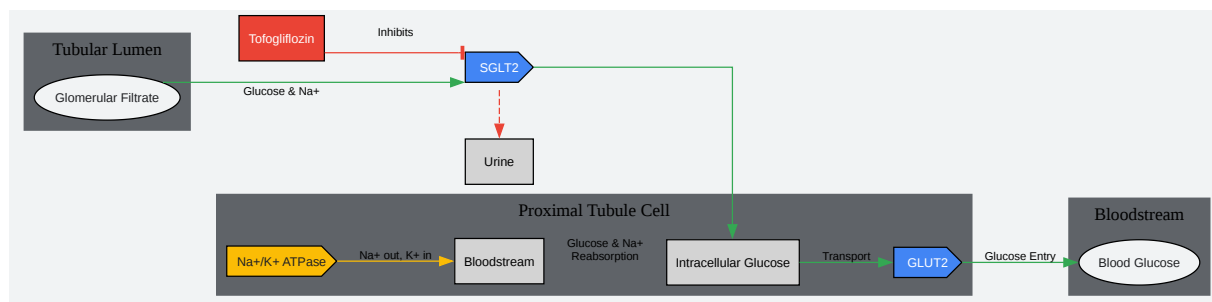 Tofogliflozin
Inhibits
Tubular Lumen
SGLT2
Glomerular Filtrate
Glucose & Na+
Urine
Proximal Tubule Cell
Bloodstream
Na+/K+ ATPase
Na+ out, K+ in
Bloodstream
Glucose & Na+
Reabsorption
Intracellular Glucose
Transport
GLUT2
Glucose Entry
Blood Glucose